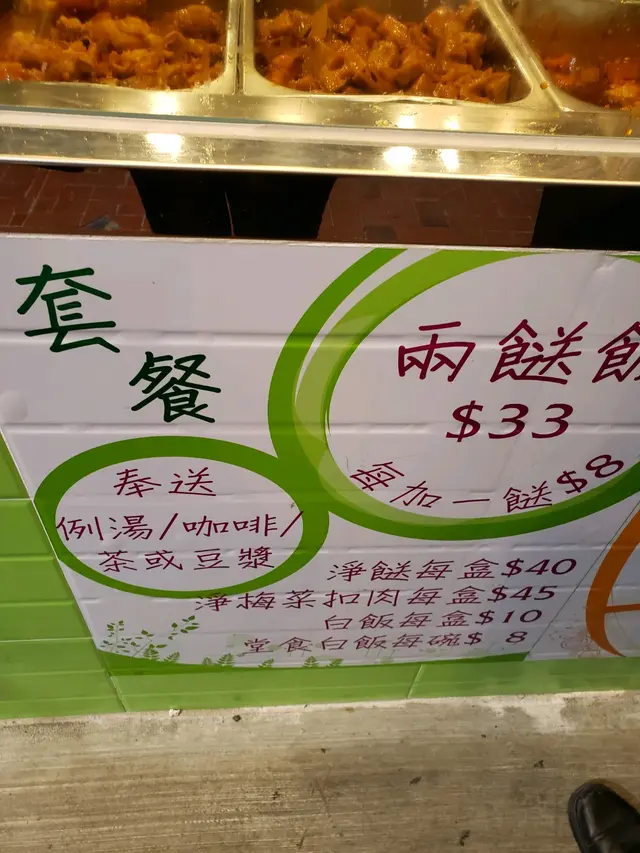 套餐
兩餸飯
$33
每加一餸$8
奉送
例湯/咖啡/
茶或豆漿
淨餸每盒$40
淨梅菜扣肉每盒$45
白飯每盒$10
堂食白飯每碗$ 8